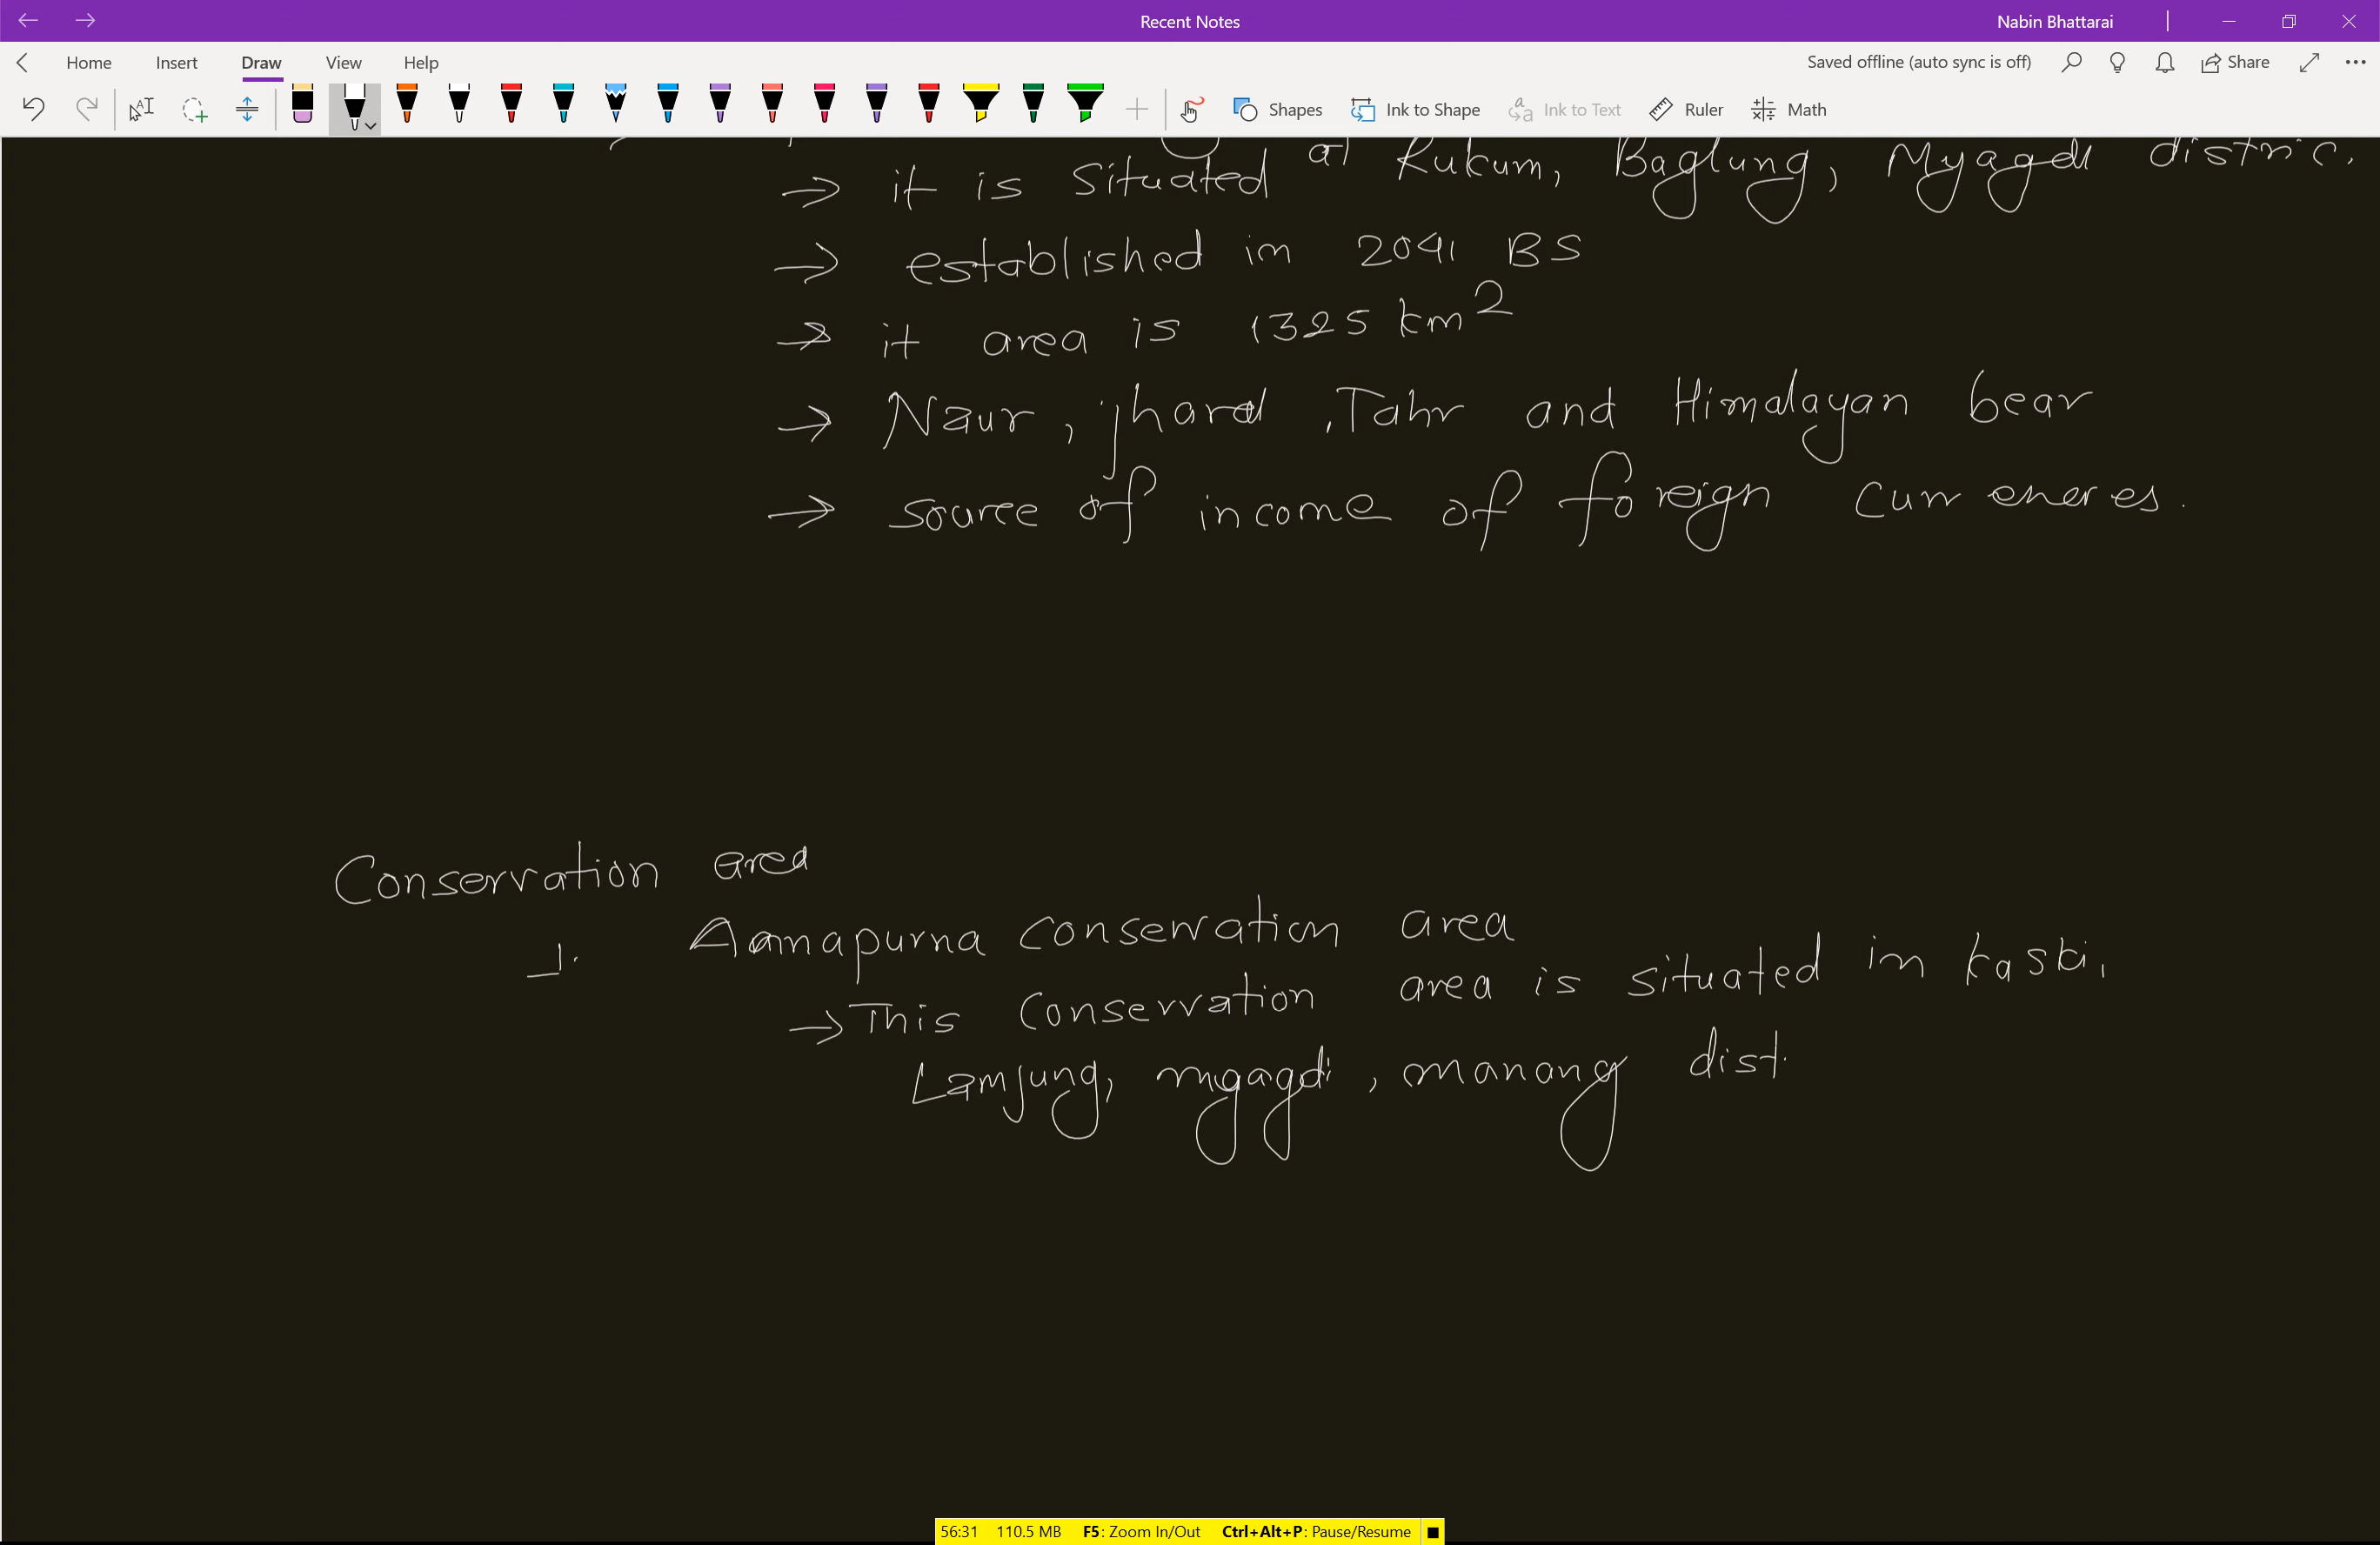 Recent Notes
Nabin Bhattarai
Home Insert Draw View Help
Saved offline (auto sync is off) Share
Shapes Ink to Shape Ink to Text Ruler Math
→ it is situated at Rukum, Baglung, Myagdi distric.
→ established in 2041 BS
→ it area is 1325 km²
→ Naur, jharal, Tahr and Himalayan bear
→ source of income of foreign
Conservation area
1. Annapurna conservation area
→ This conservation area is situated in kaski,
Lamjung, myagdi, manang dist.
56:31 110.5 MB F5: Zoom In/Out Ctrl+Alt+P: Pause/Resume